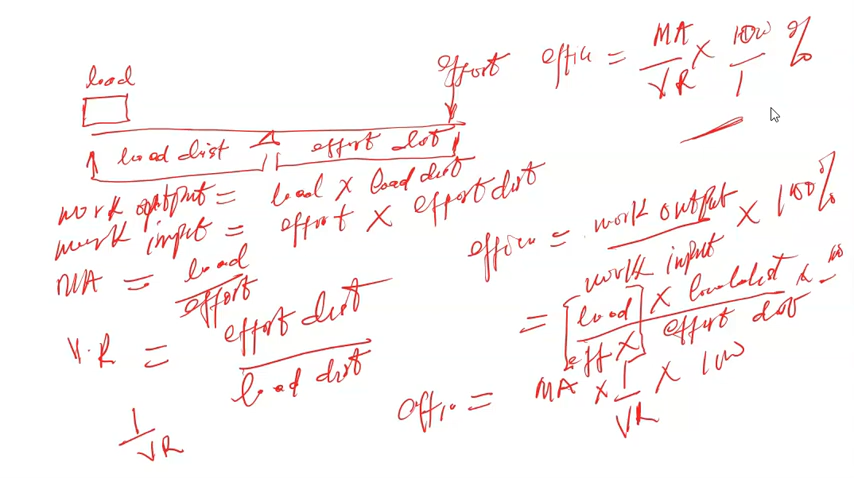 load
effort
effici = MA/VR × 100/1 %
load dist effort dist
work output = load × load dist
work input = effort × effort dist
MA = load/effort
V.R = effort dist/load dist
1/VR
efficien = work output/work input × 100%
= [load/eff ×] × load dist/effort dist × 100
effici = MA × 1/VR × 100